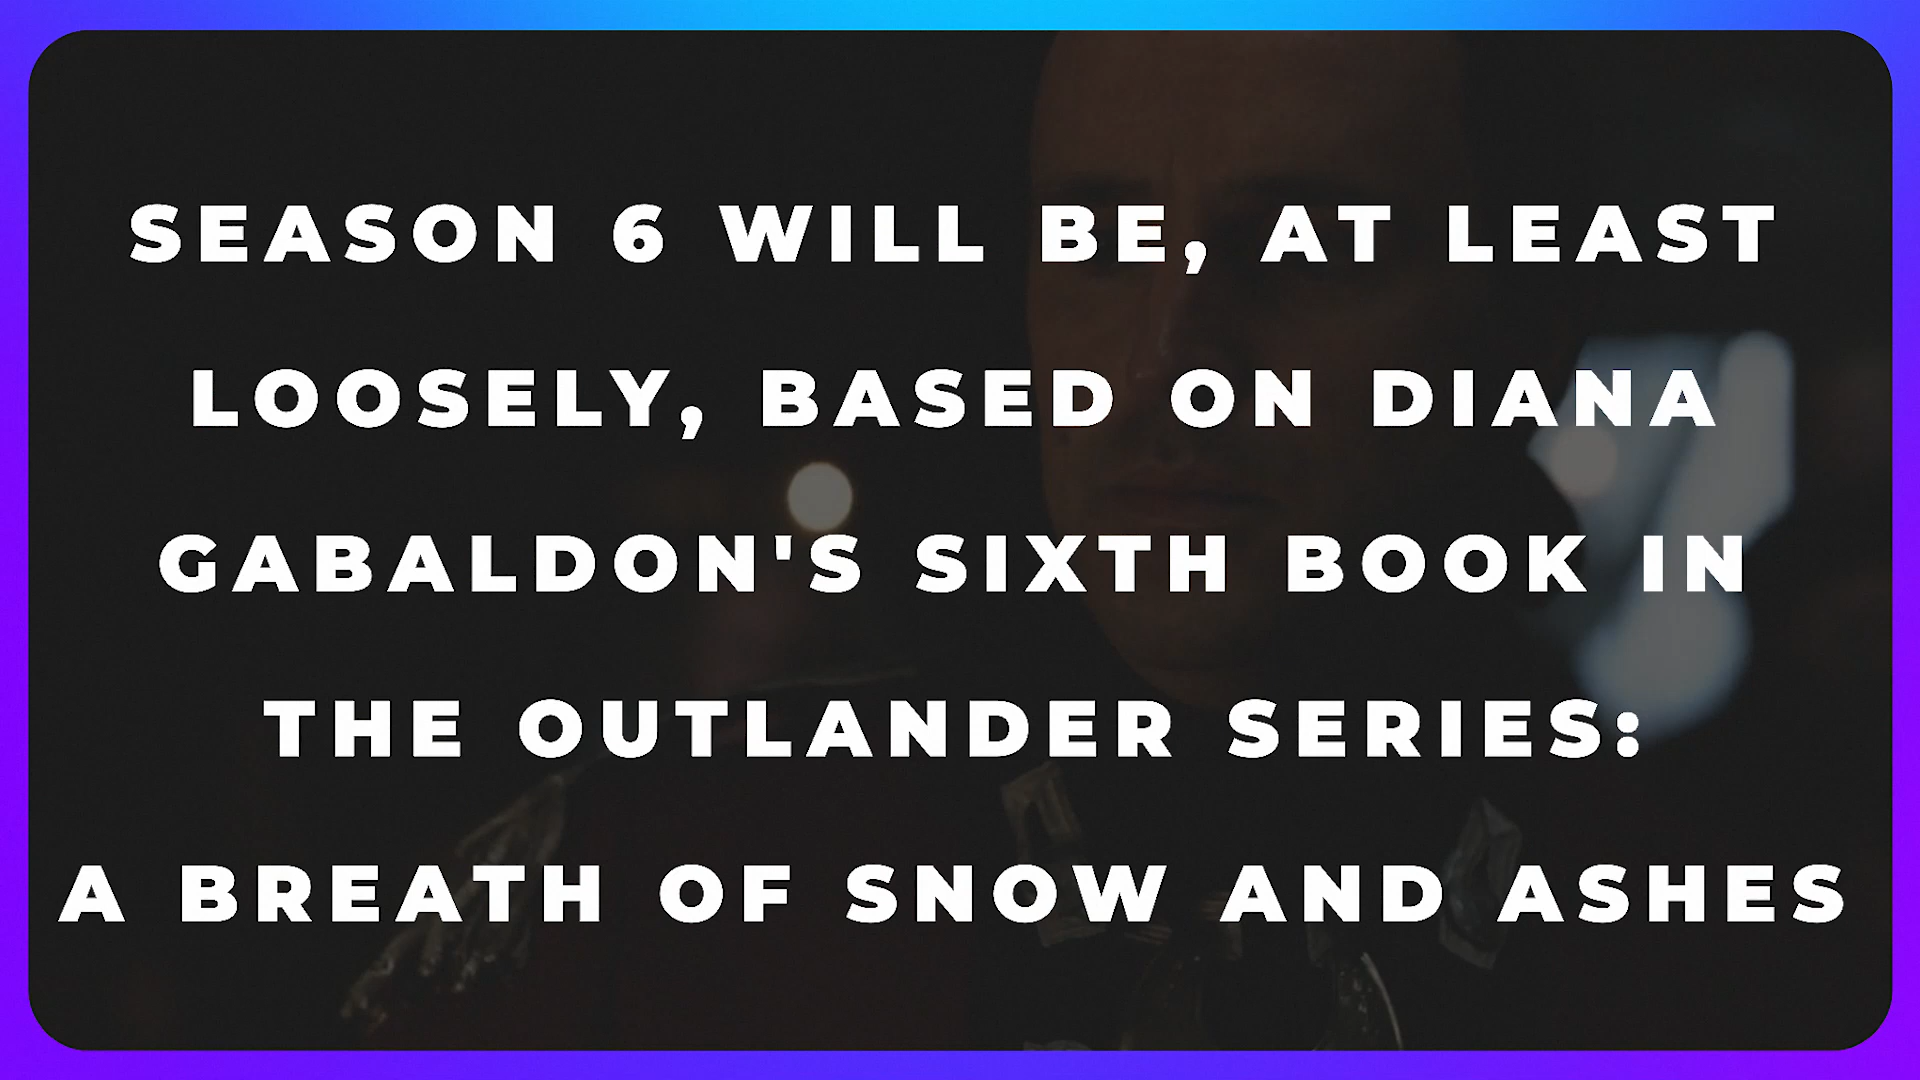 SEASON 6 WILL BE, AT LEAST
LOOSELY, BASED ON DIANA
GABALDON'S SIXTH BOOK IN
THE OUTLANDER SERIES:
A BREATH OF SNOW AND ASHES